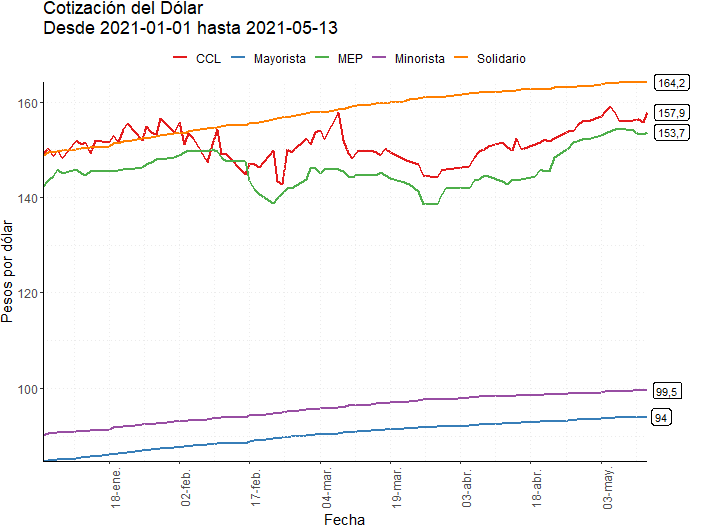 Cotización del Dólar
Desde 2021-01-01 hasta 2021-05-13
CCL Mayorista MEP Minorista Solidario
Pesos por dólar
160
140
120
100
164,2
157,9
153,7
99,5
94
18-ene. 02-feb. 17-feb. 04-mar. 19-mar. 03-abr. 18-abr. 03-may.
Fecha